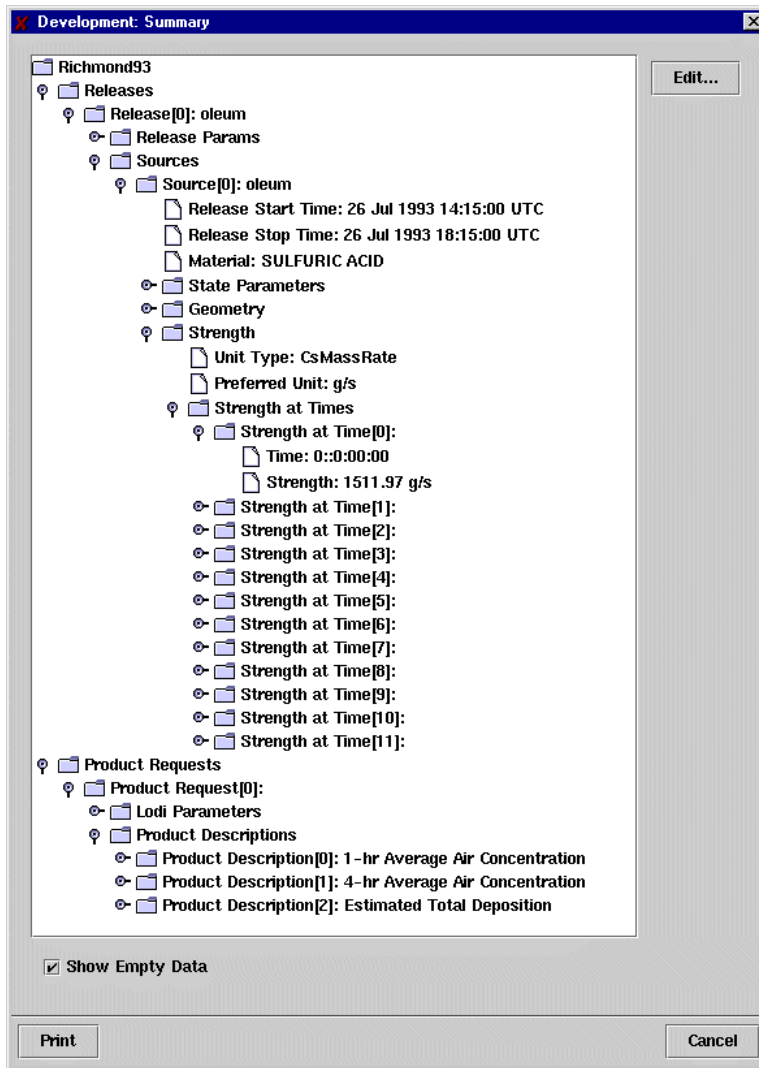 Development: Summary
Richmond93
Edit...
Releases
Release[0]: oleum
Release Params
Sources
Source[0]: oleum
Release Start Time: 26 Jul 1993 14:15:00 UTC
Release Stop Time: 26 Jul 1993 18:15:00 UTC
Material: SULFURIC ACID
State Parameters
Geometry
Strength
Unit Type: CsMassRate
Preferred Unit: g/s
Strength at Times
Strength at Time[0]:
Time: 0::0:00:00
Strength: 1511.97 g/s
Strength at Time[1]:
Strength at Time[2]:
Strength at Time[3]:
Strength at Time[4]:
Strength at Time[5]:
Strength at Time[6]:
Strength at Time[7]:
Strength at Time[8]:
Strength at Time[9]:
Strength at Time[10]:
Strength at Time[11]:
Product Requests
Product Request[0]:
Lodi Parameters
Product Descriptions
Product Description[0]: 1-hr Average Air Concentration
Product Description[1]: 4-hr Average Air Concentration
Product Description[2]: Estimated Total Deposition
Show Empty Data
Print
Cancel